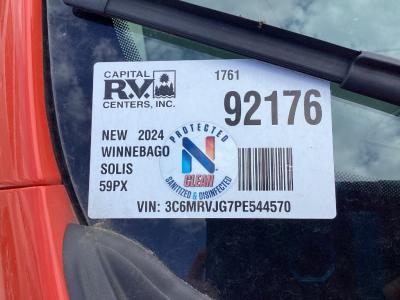 CAPITAL
R.V.
CENTERS, INC.
1761
92176
NEW 2024
WINNEBAGO
SOLIS
59PX
PROTECTED
N
CLEAN
SANITIZED & DISINFECTED
VIN: 3C6MRVJG7PE544570